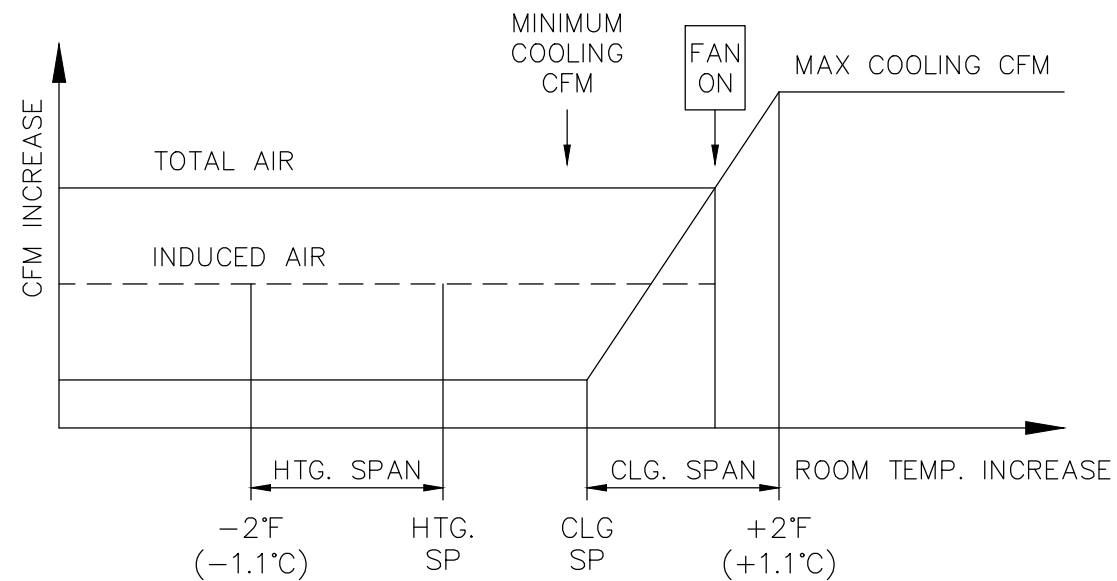 MINIMUM
COOLING
CFM
FAN
ON
MAX COOLING CFM
CFM INCREASE
TOTAL AIR
INDUCED AIR
HTG. SPAN
CLG. SPAN
ROOM TEMP. INCREASE
−2°F
(−1.1°C)
HTG.
SP
CLG
SP
+2°F
(+1.1°C)